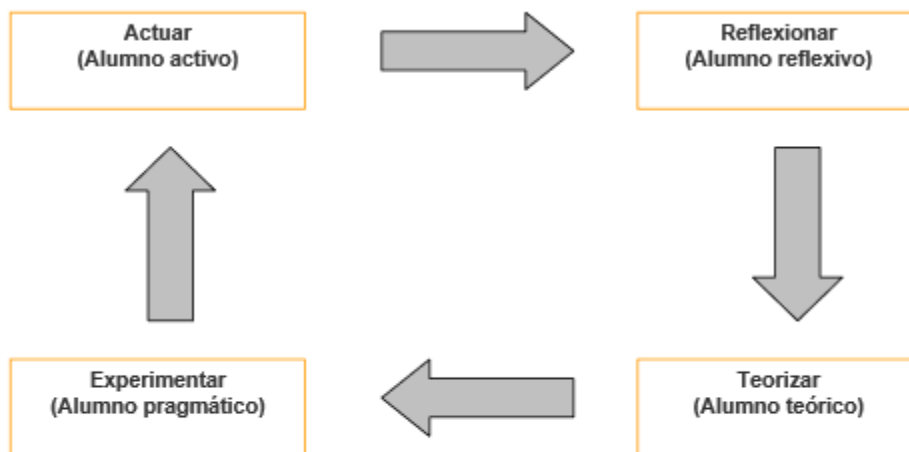 Actuar
(Alumno activo)
Reflexionar
(Alumno reflexivo)
Experimentar
(Alumno pragmático)
Teorizar
(Alumno teórico)